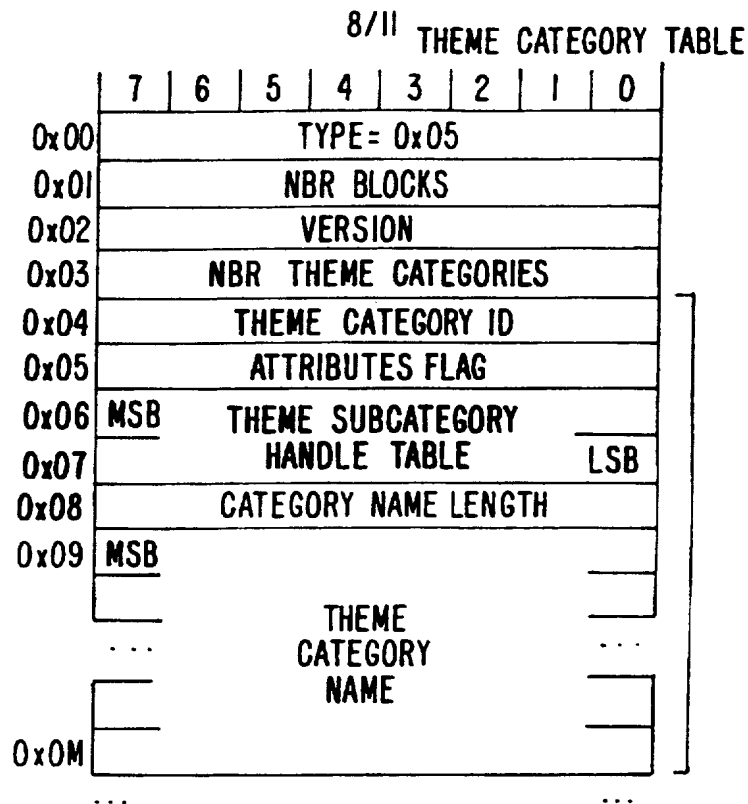 8/11 THEME CATEGORY TABLE
7 6 5 4 3 2 1 0
0x00 TYPE= 0x05
0x01 NBR BLOCKS
0x02 VERSION
0x03 NBR THEME CATEGORIES
0x04 THEME CATEGORY ID
0x05 ATTRIBUTES FLAG
0x06 MSB THEME SUBCATEGORY
0x07 HANDLE TABLE LSB
0x08 CATEGORY NAME LENGTH
0x09 MSB
THEME
... CATEGORY ...
NAME
0x0M
... ...